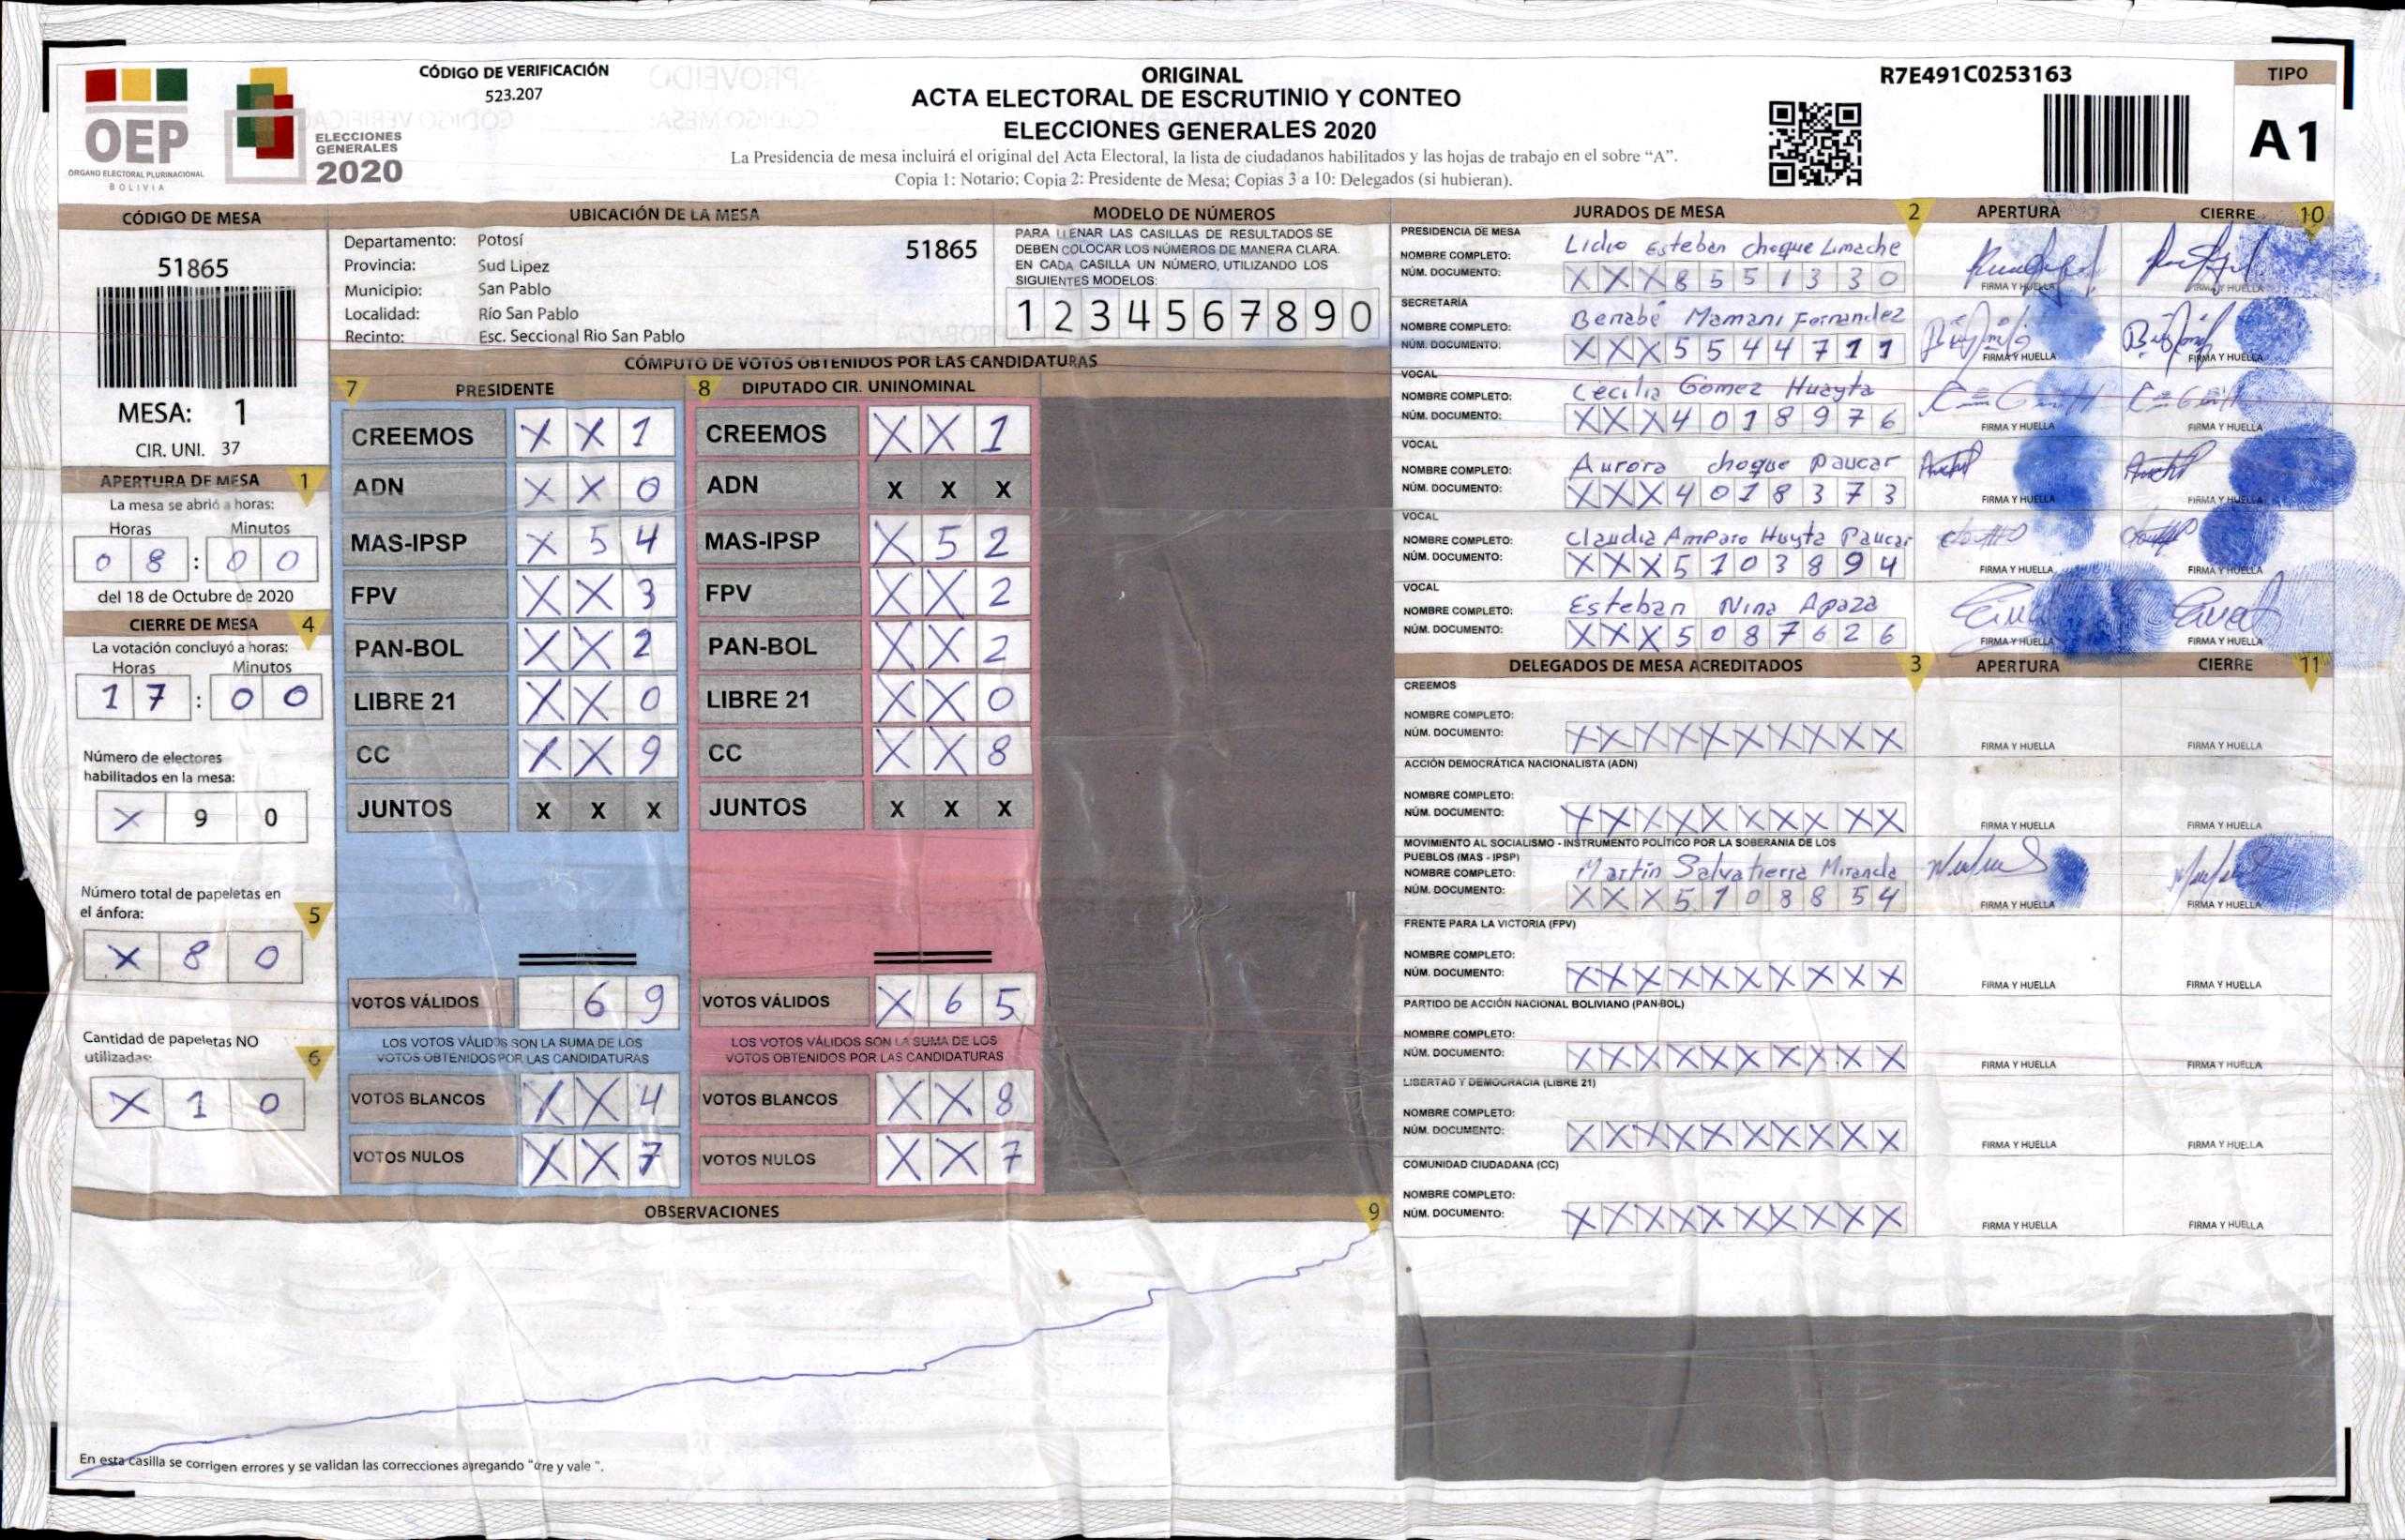 CÓDIGO DE VERIFICACIÓN
523.207
OEP
ÓRGANO ELECTORAL PLURINACIONAL
BOLIVIA
ELECCIONES
GENERALES
2020
ORIGINAL
ACTA ELECTORAL DE ESCRUTINIO Y CONTEO
ELECCIONES GENERALES 2020
La Presidencia de mesa incluirá el original del Acta Electoral, la lista de ciudadanos habilitados y las hojas de trabajo en el sobre “A”.
Copia 1: Notario; Copia 2: Presidente de Mesa; Copias 3 a 10: Delegados (si hubieran).
R7E491C0253163
TIPO
A1
CÓDIGO DE MESA
51865
MESA: 1
CIR. UNI. 37
UBICACIÓN DE LA MESA
Departamento: Potosí
Provincia: Sud Lipez
Municipio: San Pablo
Localidad: Río San Pablo
Recinto: Esc. Seccional Rio San Pablo
51865
MODELO DE NÚMEROS
PARA LLENAR LAS CASILLAS DE RESULTADOS SE
DEBEN COLOCAR LOS NÚMEROS DE MANERA CLARA.
EN CADA CASILLA UN NÚMERO, UTILIZANDO LOS
SIGUIENTES MODELOS:
1 2 3 4 5 6 7 8 9 0
APERTURA DE MESA 1
La mesa se abrió a horas:
Horas Minutos
0 8 : 0 0
del 18 de Octubre de 2020
CIERRE DE MESA 4
La votación concluyó a horas:
Horas Minutos
1 7 : 0 0
Número de electores
habilitados en la mesa:
X 9 0
Número total de papeletas en
el ánfora: 5
X 8 0
Cantidad de papeletas NO
utilizadas: 6
X 1 0
CÓMPUTO DE VOTOS OBTENIDOS POR LAS CANDIDATURAS
7 PRESIDENTE
CREEMOS X X 1
ADN X X 0
MAS-IPSP X 5 4
FPV X X 3
PAN-BOL X X 2
LIBRE 21 X X 0
CC X X 9
JUNTOS X X X
VOTOS VÁLIDOS 6 9
LOS VOTOS VÁLIDOS SON LA SUMA DE LOS
VOTOS OBTENIDOS POR LAS CANDIDATURAS
VOTOS BLANCOS X X 4
VOTOS NULOS X X 7
8 DIPUTADO CIR. UNINOMINAL
CREEMOS X X 1
ADN X X X
MAS-IPSP X 5 2
FPV X X 2
PAN-BOL X X 2
LIBRE 21 X X 0
CC X X 8
JUNTOS X X X
VOTOS VÁLIDOS X 6 5
LOS VOTOS VÁLIDOS SON LA SUMA DE LOS
VOTOS OBTENIDOS POR LAS CANDIDATURAS
VOTOS BLANCOS X X 8
VOTOS NULOS X X 7
OBSERVACIONES 9
En esta casilla se corrigen errores y se validan las correcciones agregando "corre y vale ".
JURADOS DE MESA 2 APERTURA CIERRE 10
PRESIDENCIA DE MESA
NOMBRE COMPLETO: Lidio Esteban choque Limache
NÚM. DOCUMENTO: X X X 8 5 5 1 3 3 0
FIRMA Y HUELLA FIRMA Y HUELLA
SECRETARÍA
NOMBRE COMPLETO: Benabé Mamani Fernandez
NÚM. DOCUMENTO: X X X 5 5 4 4 7 1 1
FIRMA Y HUELLA FIRMA Y HUELLA
VOCAL
NOMBRE COMPLETO: Cecilia Gomez Huayta
NÚM. DOCUMENTO: X X X 4 0 1 8 9 7 6
FIRMA Y HUELLA FIRMA Y HUELLA
VOCAL
NOMBRE COMPLETO: Aurora choque Paucar
NÚM. DOCUMENTO: X X X 4 0 1 8 3 7 3
FIRMA Y HUELLA FIRMA Y HUELLA
VOCAL
NOMBRE COMPLETO: Claudia Amparo Huyta Paucar
NÚM. DOCUMENTO: X X X 5 1 0 3 8 9 4
FIRMA Y HUELLA FIRMA Y HUELLA
VOCAL
NOMBRE COMPLETO: Esteban Nina Apaza
NÚM. DOCUMENTO: X X X 5 0 8 7 6 2 6
FIRMA Y HUELLA FIRMA Y HUELLA
DELEGADOS DE MESA ACREDITADOS 3 APERTURA CIERRE 11
CREEMOS
NOMBRE COMPLETO:
NÚM. DOCUMENTO: X X X X X X X X X X
FIRMA Y HUELLA FIRMA Y HUELLA
ACCIÓN DEMOCRÁTICA NACIONALISTA (ADN)
NOMBRE COMPLETO:
NÚM. DOCUMENTO: X X X X X X X X X X
FIRMA Y HUELLA FIRMA Y HUELLA
MOVIMIENTO AL SOCIALISMO - INSTRUMENTO POLÍTICO POR LA SOBERANIA DE LOS
PUEBLOS (MAS - IPSP)
NOMBRE COMPLETO: Martín Salvatierra Miranda
NÚM. DOCUMENTO: X X X 5 1 0 8 8 5 4
FIRMA Y HUELLA FIRMA Y HUELLA
FRENTE PARA LA VICTORIA (FPV)
NOMBRE COMPLETO:
NÚM. DOCUMENTO: X X X X X X X X X X
FIRMA Y HUELLA FIRMA Y HUELLA
PARTIDO DE ACCIÓN NACIONAL BOLIVIANO (PAN-BOL)
NOMBRE COMPLETO:
NÚM. DOCUMENTO: X X X X X X X X X X
FIRMA Y HUELLA FIRMA Y HUELLA
LIBERTAD Y DEMOCRACIA (LIBRE 21)
NOMBRE COMPLETO:
NÚM. DOCUMENTO: X X X X X X X X X X
FIRMA Y HUELLA FIRMA Y HUELLA
COMUNIDAD CIUDADANA (CC)
NOMBRE COMPLETO:
NÚM. DOCUMENTO: X X X X X X X X X X
FIRMA Y HUELLA FIRMA Y HUELLA